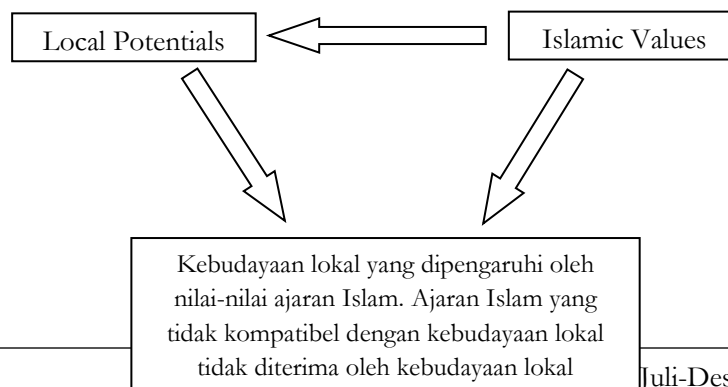 Local Potentials
Islamic Values
Kebudayaan lokal yang dipengaruhi oleh
nilai-nilai ajaran Islam. Ajaran Islam yang
tidak kompatibel dengan kebudayaan lokal
tidak diterima oleh kebudayaan lokal
Juli-Des